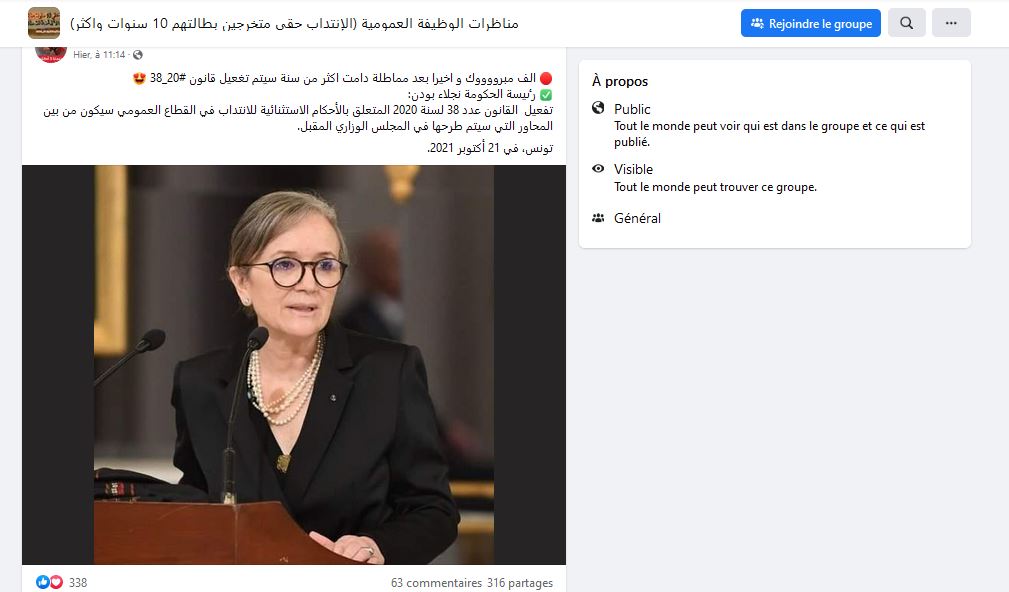 مناظرات الوظيفة العمومية (الإنتداب حقى متخرجين بطالتهم 10 سنوات واكثر)
Rejoindre le groupe
Hier, à 11:14
🔴 الف مبرووووك و اخيرا بعد مماطلة دامت اكثر من سنة سيتم تفعيل قانون #20_38 😍
✅ رئيسة الحكومة نجلاء بودن:
تفعيل القانون عدد 38 لسنة 2020 المتعلق بالأحكام الاستثنائية للانتداب في القطاع العمومي سيكون من بين
المحاور التي سيتم طرحها في المجلس الوزاري المقبل.
تونس، في 21 أكتوبر 2021.
338
63 commentaires 316 partages
À propos
Public
Tout le monde peut voir qui est dans le groupe et ce qui est
publié.
Visible
Tout le monde peut trouver ce groupe.
Général